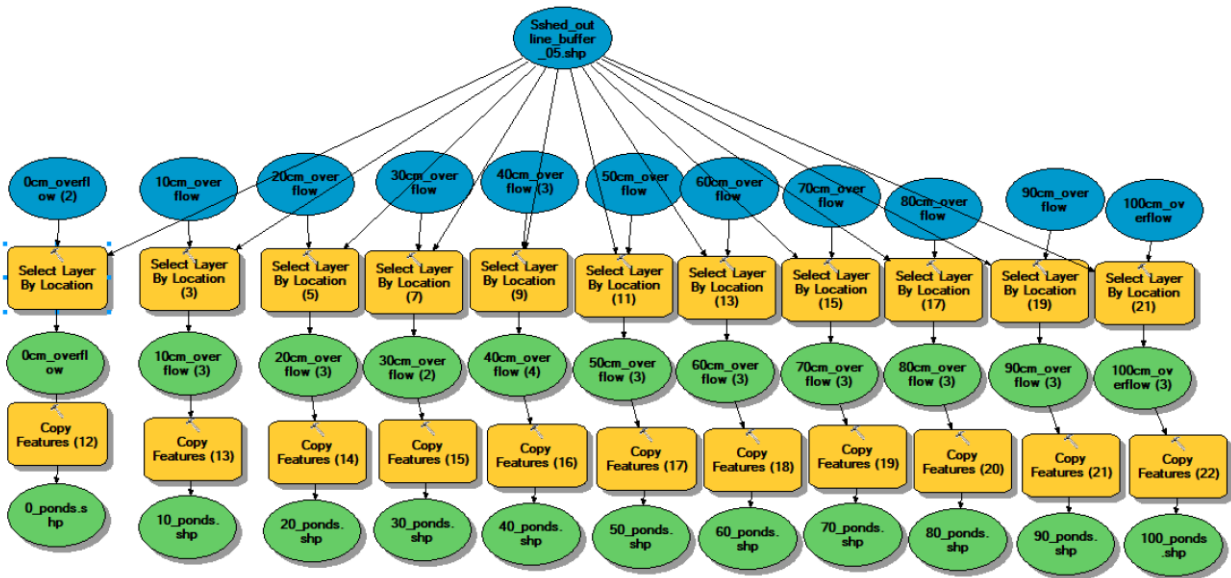 Sshed_out
line_buffer
_05.shp
0cm_overfl
ow (2)
10cm_over
flow
20cm_over
flow
30cm_over
flow
40cm_over
flow (3)
50cm_over
flow
60cm_over
flow
70cm_over
flow
80cm_over
flow
90cm_over
flow
100cm_ov
erflow
Select Layer
By Location
Select Layer
By Location
(3)
Select Layer
By Location
(5)
Select Layer
By Location
(7)
Select Layer
By Location
(9)
Select Layer
By Location
(11)
Select Layer
By Location
(13)
Select Layer
By Location
(15)
Select Layer
By Location
(17)
Select Layer
By Location
(19)
Select Layer
By Location
(21)
0cm_overfl
ow
10cm_over
flow (3)
20cm_over
flow (3)
30cm_over
flow (2)
40cm_over
flow (4)
50cm_over
flow (3)
60cm_over
flow (3)
70cm_over
flow (3)
80cm_over
flow (3)
90cm_over
flow (3)
100cm_ov
erflow (3)
Copy
Features (12)
Copy
Features (13)
Copy
Features (14)
Copy
Features (15)
Copy
Features (16)
Copy
Features (17)
Copy
Features (18)
Copy
Features (19)
Copy
Features (20)
Copy
Features (21)
Copy
Features (22)
0_ponds.s
hp
10_ponds.
shp
20_ponds.
shp
30_ponds.
shp
40_ponds.
shp
50_ponds.
shp
60_ponds.
shp
70_ponds.
shp
80_ponds.
shp
90_ponds.
shp
100_ponds
.shp